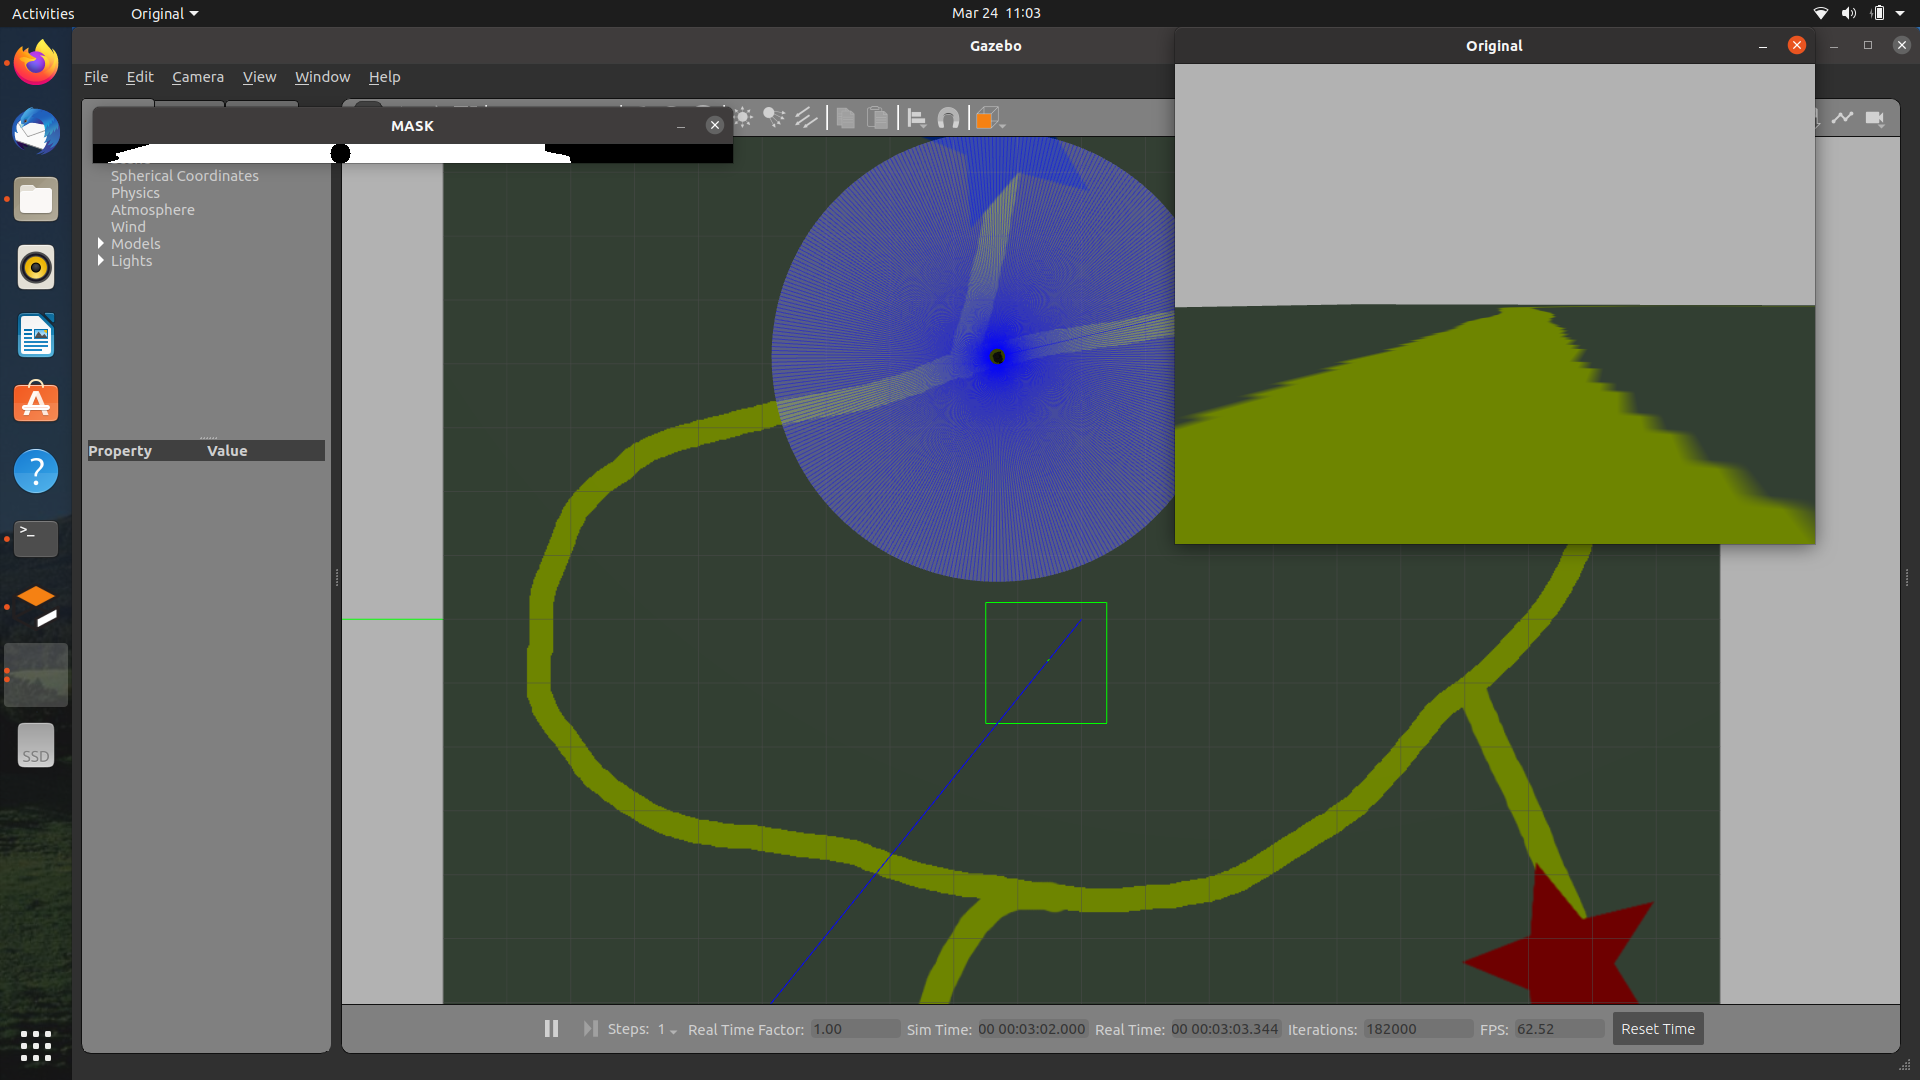 Activities Original Mar 24 11:03
Gazebo
Original
File Edit Camera View Window Help
MASK
Spherical Coordinates
Physics
Atmosphere
Wind
Models
Lights
Property Value
>_
?
SSD
Steps: 1 Real Time Factor: 1.00 Sim Time: 00 00:03:02.000 Real Time: 00 00:03:03.344 Iterations: 182000 FPS: 62.52 Reset Time